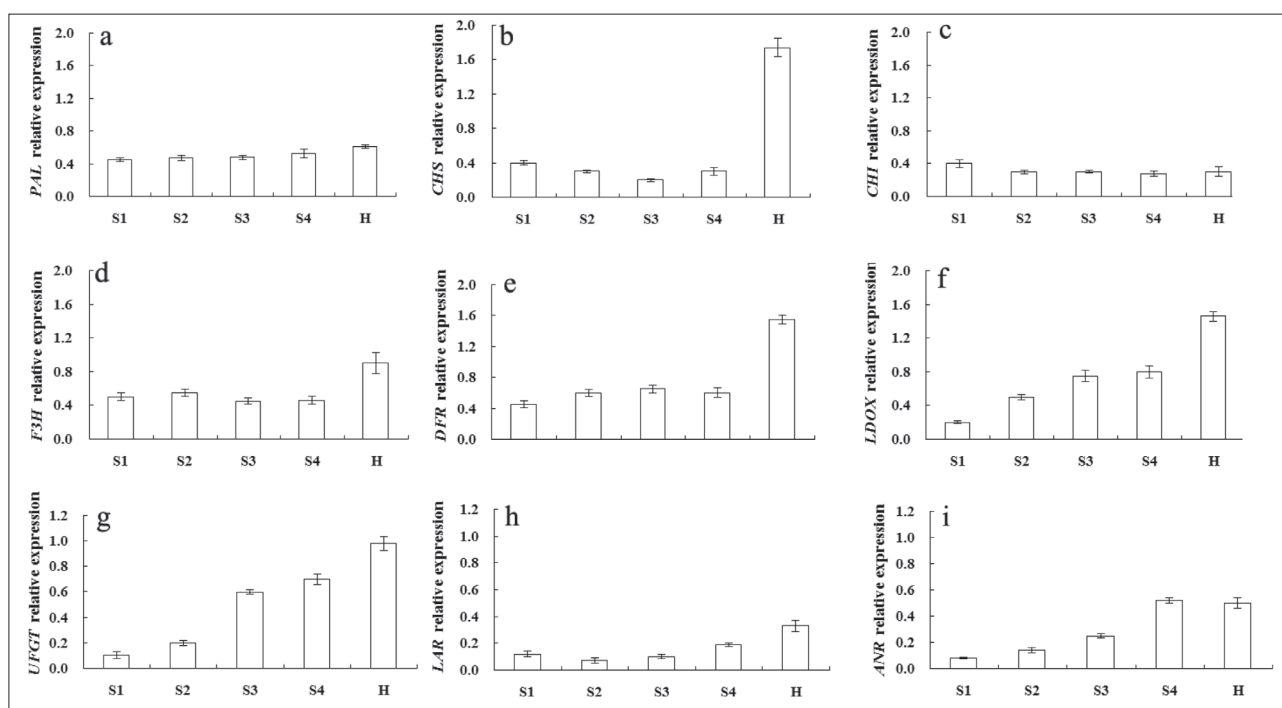 a
PAL relative expression
2.0
1.6
1.2
0.8
0.4
0.0
S1 S2 S3 S4 H
b
CHS relative expression
2.0
1.6
1.2
0.8
0.4
0.0
S1 S2 S3 S4 H
c
CHI relative expression
2.0
1.6
1.2
0.8
0.4
0.0
S1 S2 S3 S4 H
d
F3H relative expression
2.0
1.6
1.2
0.8
0.4
0.0
S1 S2 S3 S4 H
e
DFR relative expression
2.0
1.6
1.2
0.8
0.4
0.0
S1 S2 S3 S4 H
f
LDOX relative expression
2.0
1.6
1.2
0.8
0.4
0.0
S1 S2 S3 S4 H
g
UFGT relative expression
1.2
1.0
0.8
0.6
0.4
0.2
0.0
S1 S2 S3 S4 H
h
LAR relative expression
1.2
1.0
0.8
0.6
0.4
0.2
0.0
S1 S2 S3 S4 H
i
ANR relative expression
1.2
1.0
0.8
0.6
0.4
0.2
0.0
S1 S2 S3 S4 H